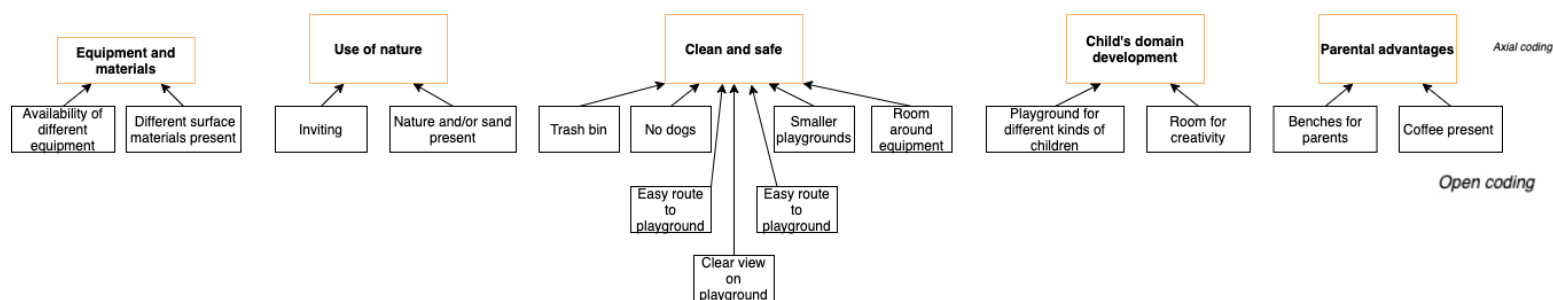 Equipment and
materials
Use of nature
Clean and safe
Child's domain
development
Parental advantages
Axial coding
Availability of
different
equipment
Different surface
materials present
Inviting
Nature and/or sand
present
Trash bin
No dogs
Smaller
playgrounds
Room
around
equipment
Playground for
different kinds of
children
Room for
creativity
Benches for
parents
Coffee present
Open coding
Easy route
to
playground
Easy route
to
playground
Clear view
on
playground